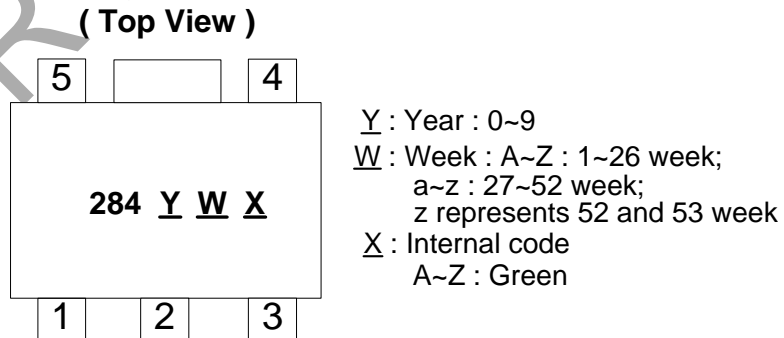 ( Top View )
5 4
284 Y W X
1 2 3
Y : Year : 0~9
W : Week : A~Z : 1~26 week;
a~z : 27~52 week;
z represents 52 and 53 week
X : Internal code
A~Z : Green